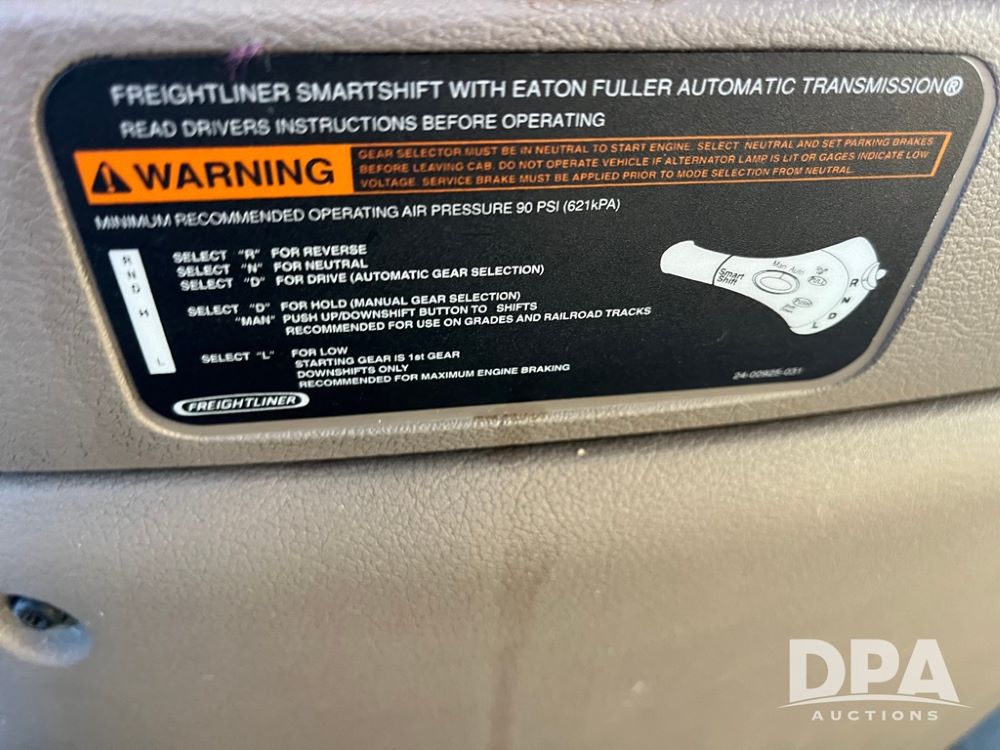 FREIGHTLINER SMARTSHIFT WITH EATON FULLER AUTOMATIC TRANSMISSION®
READ DRIVERS INSTRUCTIONS BEFORE OPERATING
WARNING
GEAR SELECTOR MUST BE IN NEUTRAL TO START ENGINE. SELECT NEUTRAL AND SET PARKING BRAKES
BEFORE LEAVING CAB. DO NOT OPERATE VEHICLE IF ALTERNATOR LAMP IS LIT OR GAGES INDICATE LOW
VOLTAGE. SERVICE BRAKE MUST BE APPLIED PRIOR TO MODE SELECTION FROM NEUTRAL.
MINIMUM RECOMMENDED OPERATING AIR PRESSURE 90 PSI (621kPA)
R
N
D
H
L
SELECT "R" FOR REVERSE
SELECT "N" FOR NEUTRAL
SELECT "D" FOR DRIVE (AUTOMATIC GEAR SELECTION)
SELECT "D" FOR HOLD (MANUAL GEAR SELECTION)
"MAN" PUSH UP/DOWNSHIFT BUTTON TO SHIFTS
RECOMMENDED FOR USE ON GRADES AND RAILROAD TRACKS
SELECT "L" FOR LOW
STARTING GEAR IS 1st GEAR
DOWNSHIFTS ONLY
RECOMMENDED FOR MAXIMUM ENGINE BRAKING
Smart
Shift
Man Auto
PULL
R
N
D
L
FREIGHTLINER
24-00925-031
DPA
AUCTIONS